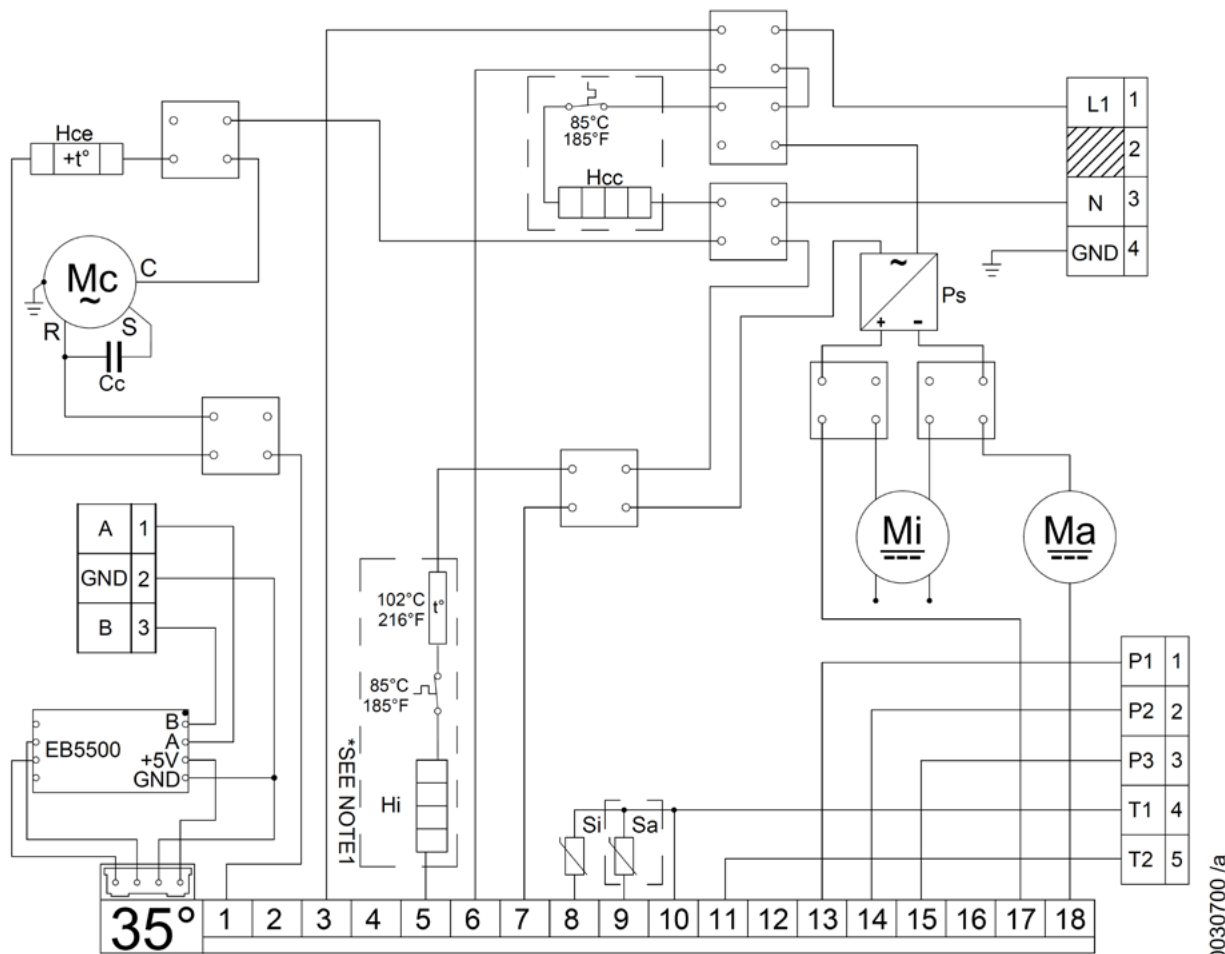 L1 1
2
N 3
GND 4
85°C
185°F
Hcc
Hce
+t°
Mc
~
C
R
S
Cc
~
+ -
Ps
Mi
Ma
A 1
GND 2
B 3
102°C
216°F
t°
85°C
185°F
*SEE NOTE1
Hi
EB5500
B
A
+5V
GND
Si
Sa
P1 1
P2 2
P3 3
T1 4
T2 5
35° 1 2 3 4 5 6 7 8 9 10 11 12 13 14 15 16 17 18